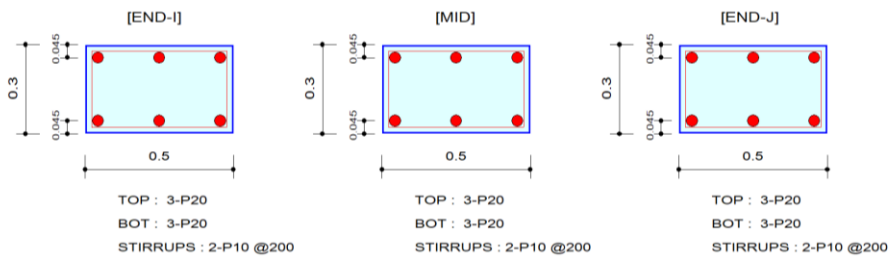 [END-I]
0.045
0.3
0.045
0.5
TOP : 3-P20
BOT : 3-P20
STIRRUPS : 2-P10 @200
[MID]
0.045
0.3
0.045
0.5
TOP : 3-P20
BOT : 3-P20
STIRRUPS : 2-P10 @200
[END-J]
0.045
0.3
0.045
0.5
TOP : 3-P20
BOT : 3-P20
STIRRUPS : 2-P10 @200